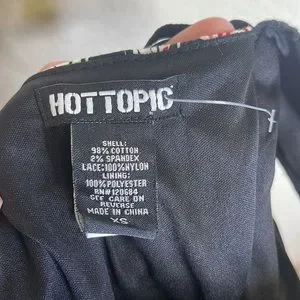 HOTTOPIC
SHELL:
98% COTTON
2% SPANDEX
LACE:100%NYLON
LINING:
100%POLYESTER
RN#120684
SEE CARE ON
REVERSE
MADE IN CHINA
XS